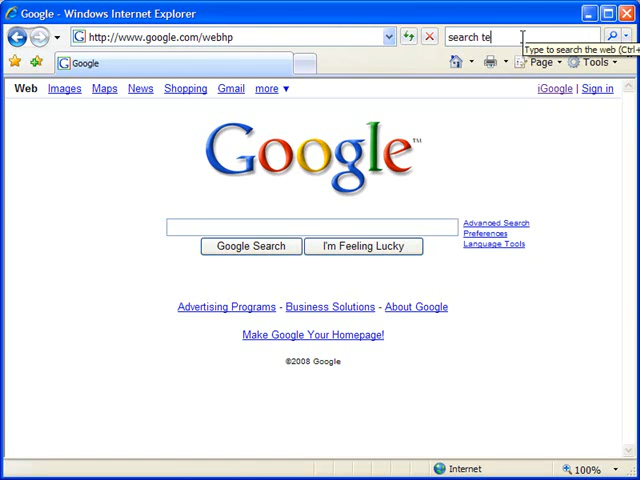 Google - Windows Internet Explorer
http://www.google.com/webhp
search te
Type to search the web (Ctrl+
Google
Page
Tools
Web Images Maps News Shopping Gmail more ▼
iGoogle | Sign in
Google™
Advanced Search
Preferences
Language Tools
Google Search
I'm Feeling Lucky
Advertising Programs - Business Solutions - About Google
Make Google Your Homepage!
©2008 Google
Internet
100%